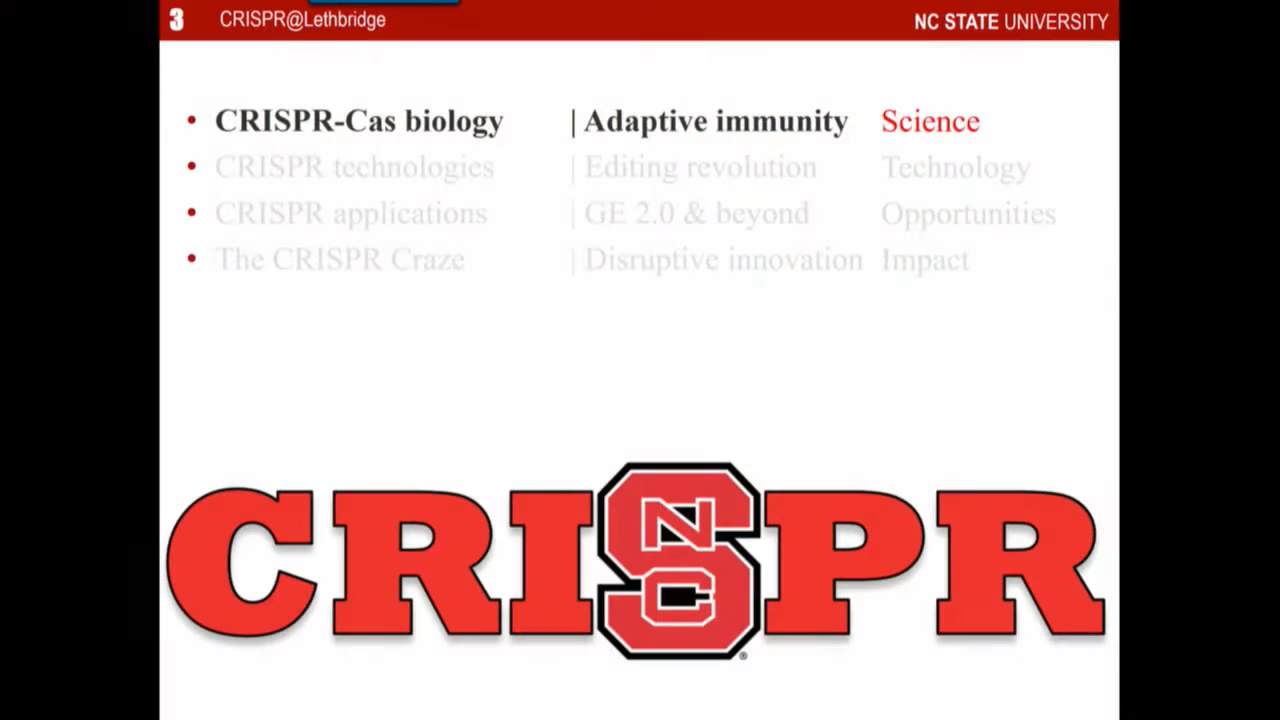 3 CRISPR@Lethbridge NC STATE UNIVERSITY
• CRISPR-Cas biology | Adaptive immunity Science
• CRISPR technologies | Editing revolution Technology
• CRISPR applications | GE 2.0 & beyond Opportunities
• The CRISPR Craze | Disruptive innovation Impact
CRISPR
N
C
®